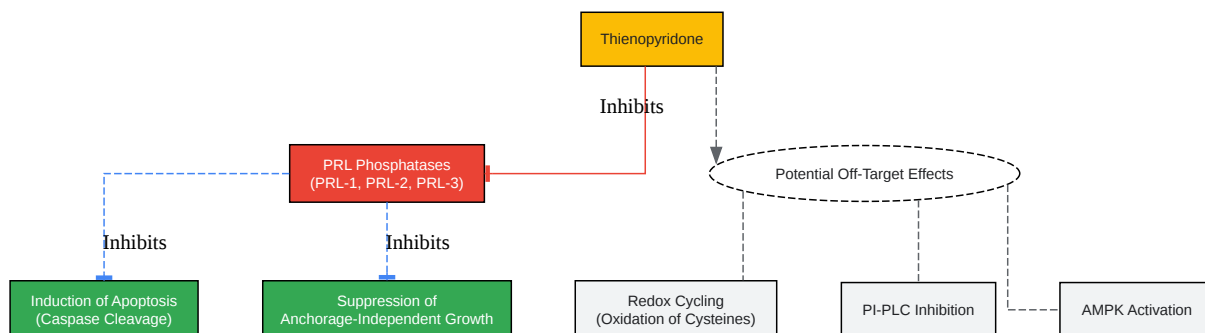 Thienopyridone
Inhibits
PRL Phosphatases
(PRL-1, PRL-2, PRL-3)
Potential Off-Target Effects
Inhibits
Inhibits
Induction of Apoptosis
(Caspase Cleavage)
Suppression of
Anchorage-Independent Growth
Redox Cycling
(Oxidation of Cysteines)
PI-PLC Inhibition
AMPK Activation